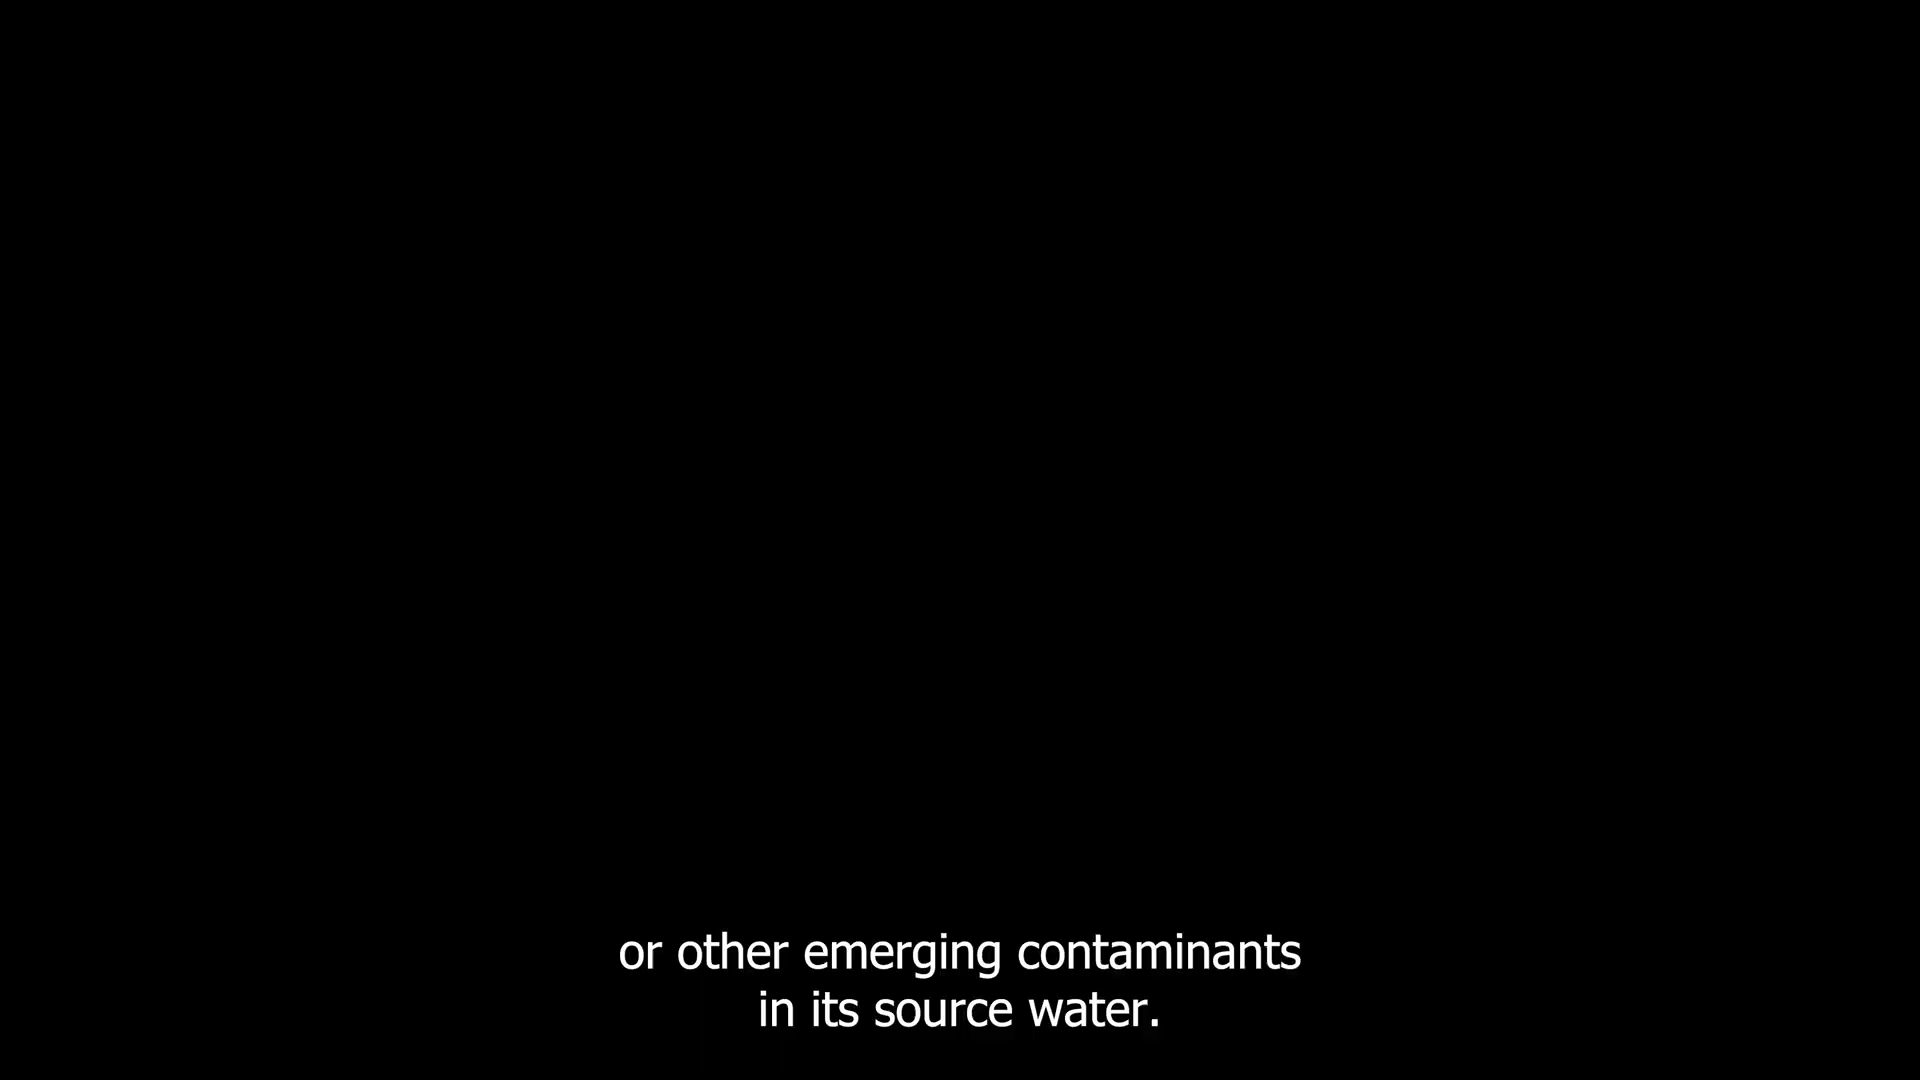 or other emerging contaminants
in its source water.